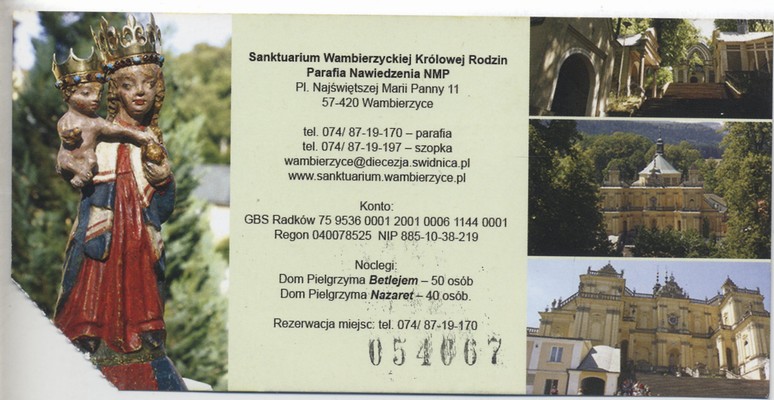 Sanktuarium Wambierzyckiej Królowej Rodzin
Parafia Nawiedzenia NMP
Pl. Najświętszej Marii Panny 11
57-420 Wambierzyce
tel. 074/ 87-19-170 – parafia
tel. 074/ 87-19-197 – szopka
wambierzyce@diecezja.swidnica.pl
www.sanktuarium.wambierzyce.pl
Konto:
GBS Radków 75 9536 0001 2001 0006 1144 0001
Regon 040078525 NIP 885-10-38-219
Noclegi:
Dom Pielgrzyma Betlejem – 50 osób
Dom Pielgrzyma Nazaret – 40 osób.
Rezerwacja miejsc: tel. 074/ 87-19-170
054067